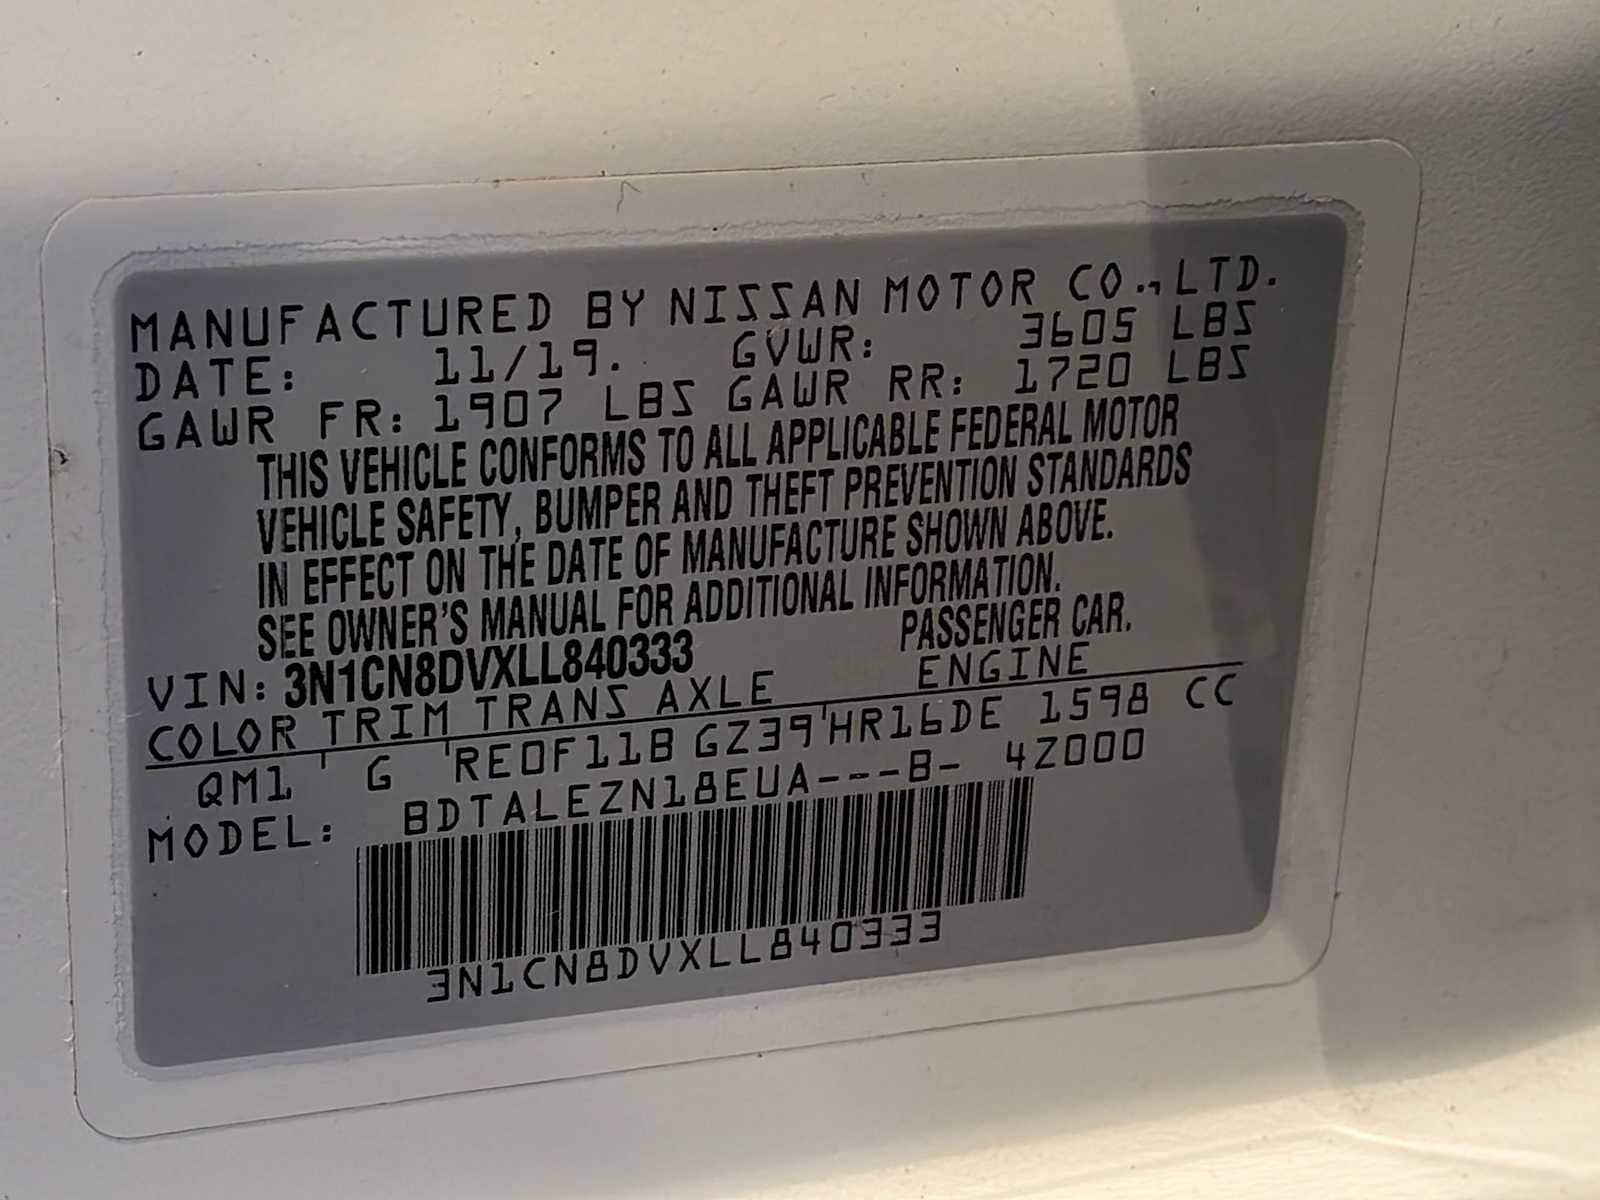 MANUFACTURED BY NISSAN MOTOR CO., LTD.
DATE: 11/19. GVWR: 3605 LBS
GAWR FR: 1907 LBS GAWR RR: 1720 LBS
THIS VEHICLE CONFORMS TO ALL APPLICABLE FEDERAL MOTOR
VEHICLE SAFETY, BUMPER AND THEFT PREVENTION STANDARDS
IN EFFECT ON THE DATE OF MANUFACTURE SHOWN ABOVE.
SEE OWNER'S MANUAL FOR ADDITIONAL INFORMATION.
VIN: 3N1CN8DVXLL840333 PASSENGER CAR.
COLOR TRIM TRANS AXLE ENGINE
QM1 G RE0F11B GZ39 HR16DE 1598 CC
MODEL: BDTALEZN18EUA---B- 4Z000
3N1CN8DVXLL840333